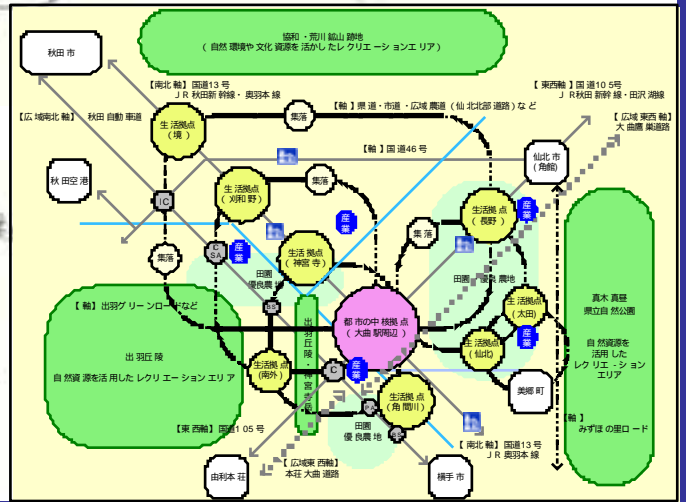 協和・荒川鉱山跡地
(自然環境や文化資源を活かしたレクリエーションエリア)
秋田市
【南北軸】国道13号
JR秋田新幹線・奥羽本線
【東西軸】国道105号
JR秋田新幹線・田沢湖線
【広域南北軸】 秋田自動車道
生活拠点
(境)
集落
【軸】県道・市道・広域農道(仙北北部道路)など
【広域東西軸】
大曲鷹巣道路
【軸】国道46号
仙北市
(角館)
秋田空港
生活拠点
(刈和野)
集落
IC
生活拠点
(長野)
産業
産業
集落
産業
C
SA
集落
生活拠点
(神宮寺)
田園
優良農地
田園 優良農地
BS
【軸】出羽グリーンロードなど
出羽丘陵
自然資源を活用したレクリエーションエリア
出羽丘陵・神宮寺岳
都市の中核拠点
(大曲駅周辺)
生活拠点
(太田)
産業
生活拠点
(仙北)
真木真昼
県立自然公園
自然資源を
活用した
レクリエ-ション
エリア
生活拠点
(南外)
C
産業
美郷町
生活拠点
(角間川)
PA
BS
【軸】
みずほの里ロード
田園
優良農地
【東西軸】国道105号
【南北軸】国道13号
JR奥羽本線
【広域東西軸】
本荘大曲道路
由利本荘
横手市